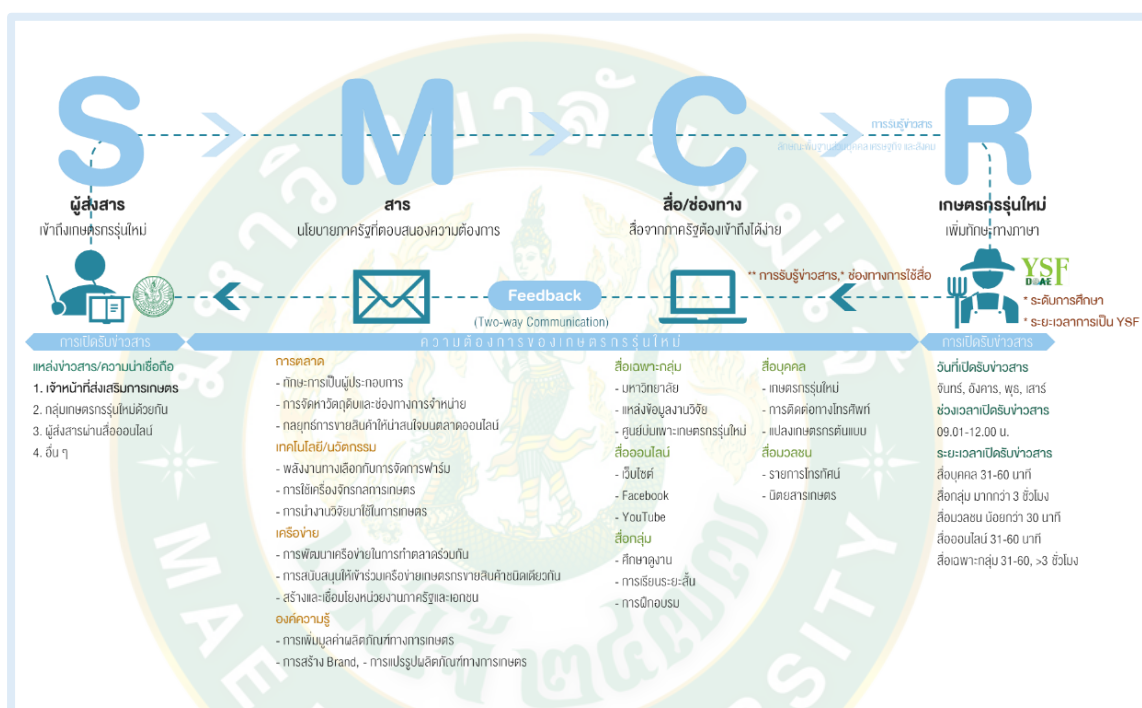 S M C R
การรับรู้ข่าวสาร
ลักษณะพื้นฐานส่วนบุคคลเศรษฐกิจและสังคม
ผู้ส่งสาร
เข้าถึงเกษตรกรรุ่นใหม่
สาร
นโยบายภาครัฐที่ตอบสนองความต้องการ
สื่อ/ช่องทาง
สื่อจากภาครัฐต้องเข้าถึงได้ง่าย
เกษตรกรรุ่นใหม่
เพิ่มทักษะทางภาษา
Feedback
(Two-way Communication)
** การรับรู้ข่าวสาร,* ช่องทางการใช้สื่อ
YSF
* ระดับการศึกษา
* ระยะเวลาการเป็น YSF
การเปิดรับข่าวสาร
ความต้องการของเกษตรกรรุ่นใหม่
การเปิดรับข่าวสาร
แหล่งข่าวสาร/ความน่าเชื่อถือ
1. เจ้าหน้าที่ส่งเสริมการเกษตร
2. กลุ่มเกษตรกรรุ่นใหม่ด้วยกัน
3. ผู้ส่งสารผ่านสื่อออนไลน์
4. อื่น ๆ
การตลาด
- ทักษะการเป็นผู้ประกอบการ
- การจัดหาวัตถุดิบและช่องทางการจำหน่าย
- กลยุทธ์การขายสินค้าให้น่าสนใจบนตลาดออนไลน์
เทคโนโลยี/นวัตกรรม
- พลังงานทางเลือกกับการจัดการฟาร์ม
- การใช้เครื่องจักรกลการเกษตร
- การนำงานวิจัยมาใช้ในการเกษตร
เครือข่าย
- การพัฒนาเครือข่ายในการทำตลาดร่วมกัน
- การสนับสนุนให้เข้าร่วมเครือข่ายเกษตรกรขายสินค้าชนิดเดียวกัน
- สร้างและเชื่อมโยงหน่วยงานภาครัฐและเอกชน
องค์ความรู้
- การเพิ่มมูลค่าผลิตภัณฑ์ทางการเกษตร
- การสร้าง Brand, - การแปรรูปผลิตภัณฑ์ทางการเกษตร
สื่อเฉพาะกลุ่ม
- มหาวิทยาลัย
- แหล่งข้อมูลงานวิจัย
- ศูนย์บ่มเพาะเกษตรกรรุ่นใหม่
สื่อออนไลน์
- เว็บไซต์
- Facebook
- YouTube
สื่อกลุ่ม
- ศึกษาดูงาน
- การเรียนระยะสั้น
- การฝึกอบรม
สื่อบุคคล
- เกษตรกรรุ่นใหม่
- การติดต่อทางโทรศัพท์
- แปลงเกษตรกรต้นแบบ
สื่อมวลชน
- รายการโทรทัศน์
- นิตยสารเกษตร
วันที่เปิดรับข่าวสาร
จันทร์, อังคาร, พุธ, เสาร์
ช่วงเวลาเปิดรับข่าวสาร
09.01-12.00 น.
ระยะเวลาเปิดรับข่าวสาร
สื่อบุคคล 31-60 นาที
สื่อกลุ่ม มากกว่า 3 ชั่วโมง
สื่อมวลชน น้อยกว่า 30 นาที
สื่อออนไลน์ 31-60 นาที
สื่อเฉพาะกลุ่ม 31-60, >3 ชั่วโมง